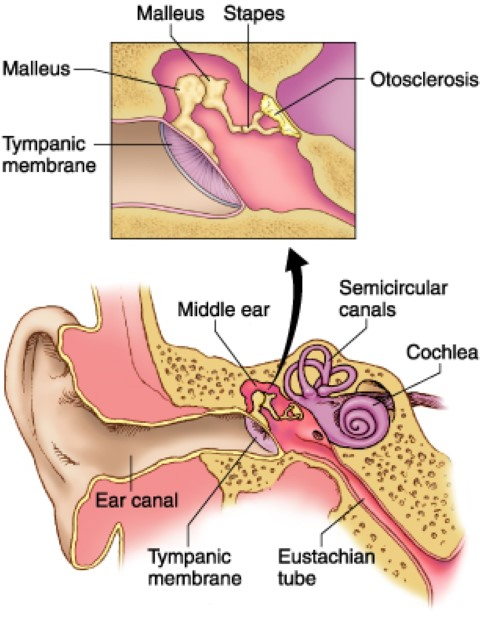 Malleus Stapes
Malleus
Otosclerosis
Tympanic
membrane
Semicircular
canals
Middle ear
Cochlea
Ear canal
Tympanic
membrane
Eustachian
tube